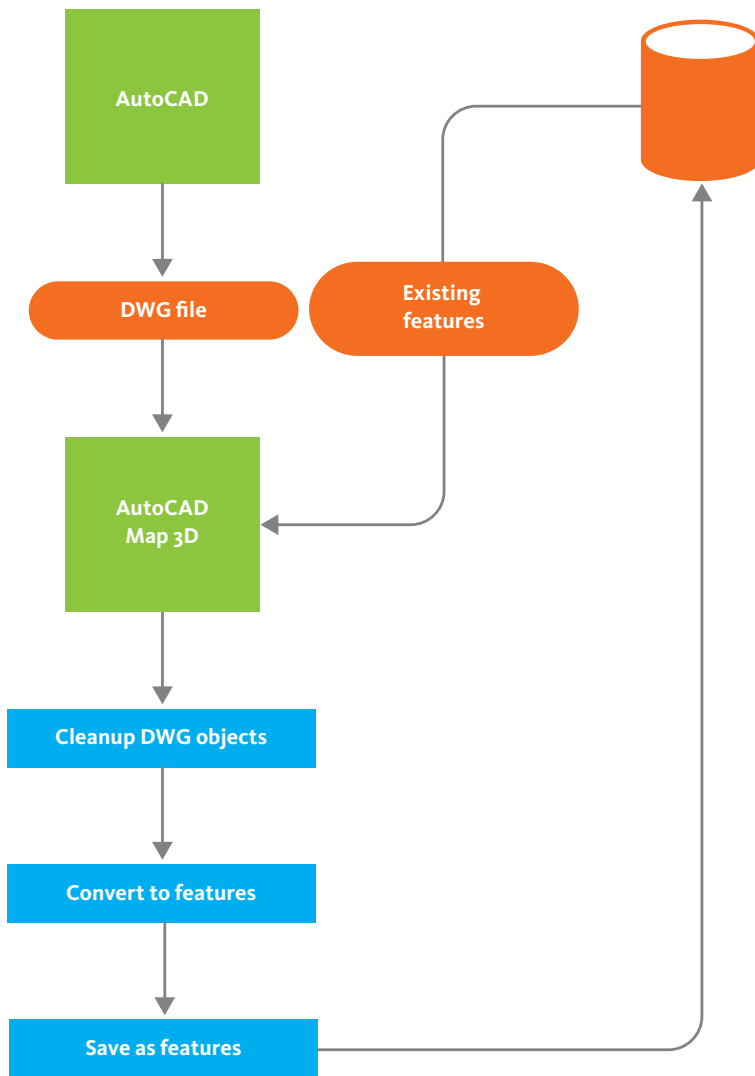 AutoCAD
DWG file
Existing
features
AutoCAD
Map 3D
Cleanup DWG objects
Convert to features
Save as features